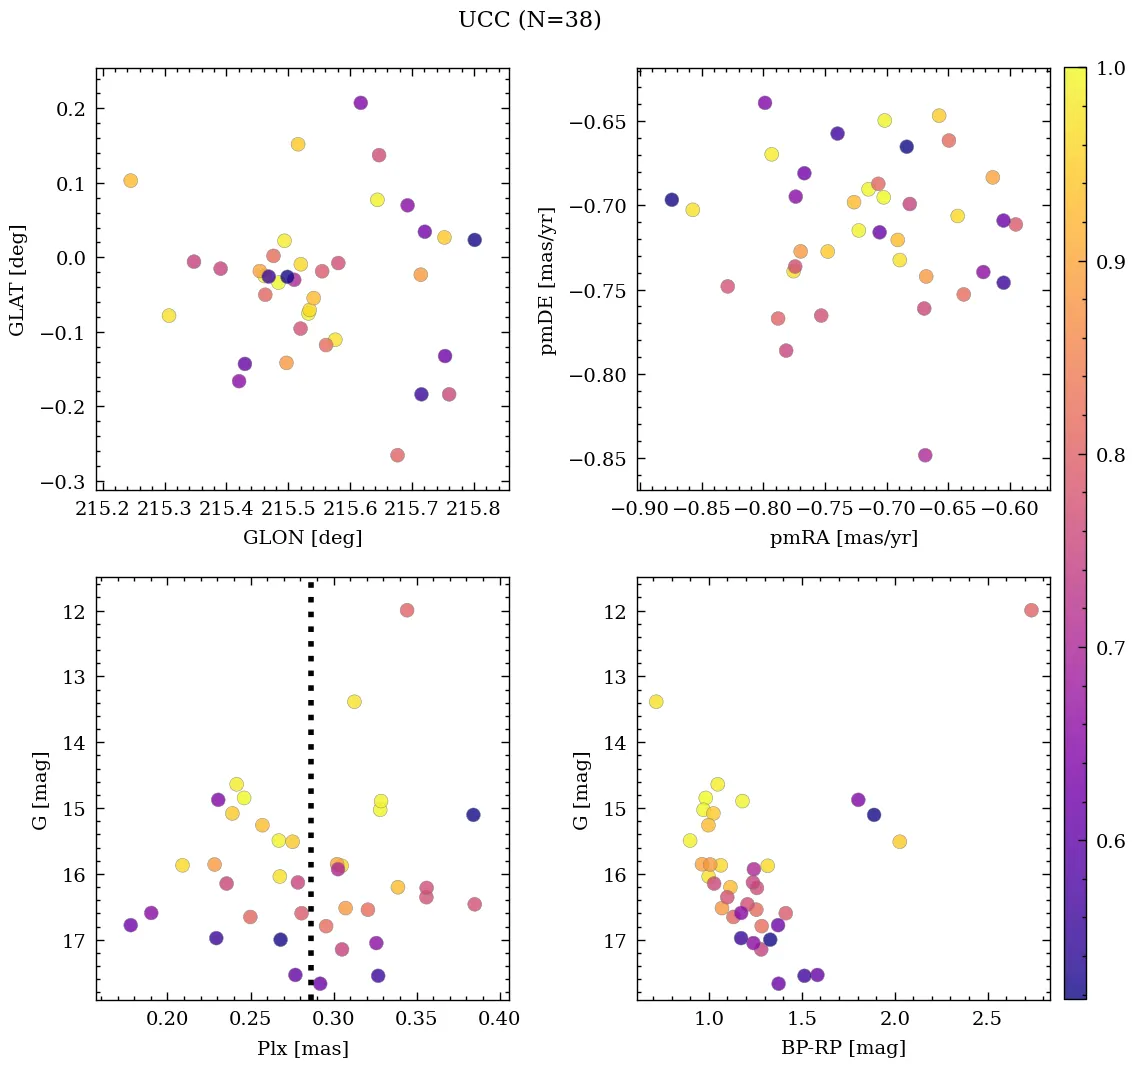 UCC (N=38)
0.2
0.1
0.0
−0.1
−0.2
−0.3
GLAT [deg]
215.2 215.3 215.4 215.5 215.6 215.7 215.8
GLON [deg]
−0.65
−0.70
−0.75
−0.80
−0.85
pmDE [mas/yr]
−0.90 −0.85 −0.80 −0.75 −0.70 −0.65 −0.60
pmRA [mas/yr]
1.0
0.9
0.8
0.7
0.6
12
13
14
15
16
17
G [mag]
0.20 0.25 0.30 0.35 0.40
Plx [mas]
12
13
14
15
16
17
G [mag]
1.0 1.5 2.0 2.5
BP-RP [mag]